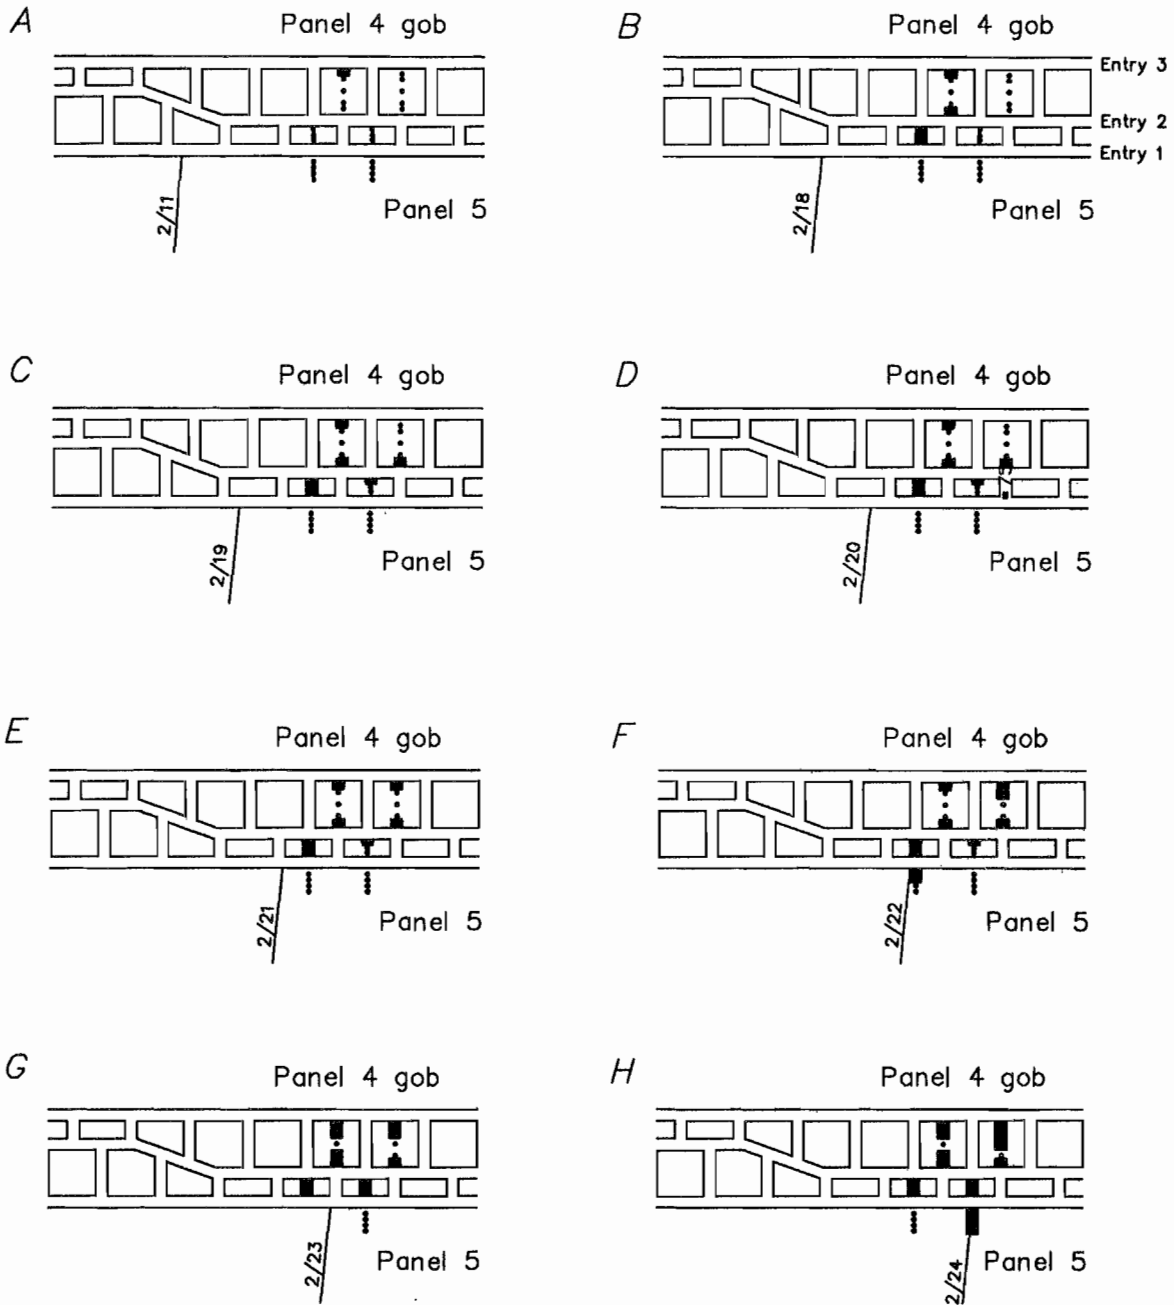 A
Panel 4 gob
2/11
Panel 5
B
Panel 4 gob
Entry 3
Entry 2
Entry 1
2/18
Panel 5
C
Panel 4 gob
2/19
Panel 5
D
Panel 4 gob
2/20
Panel 5
E
Panel 4 gob
2/21
Panel 5
F
Panel 4 gob
2/22
Panel 5
G
Panel 4 gob
2/23
Panel 5
H
Panel 4 gob
2/24
Panel 5